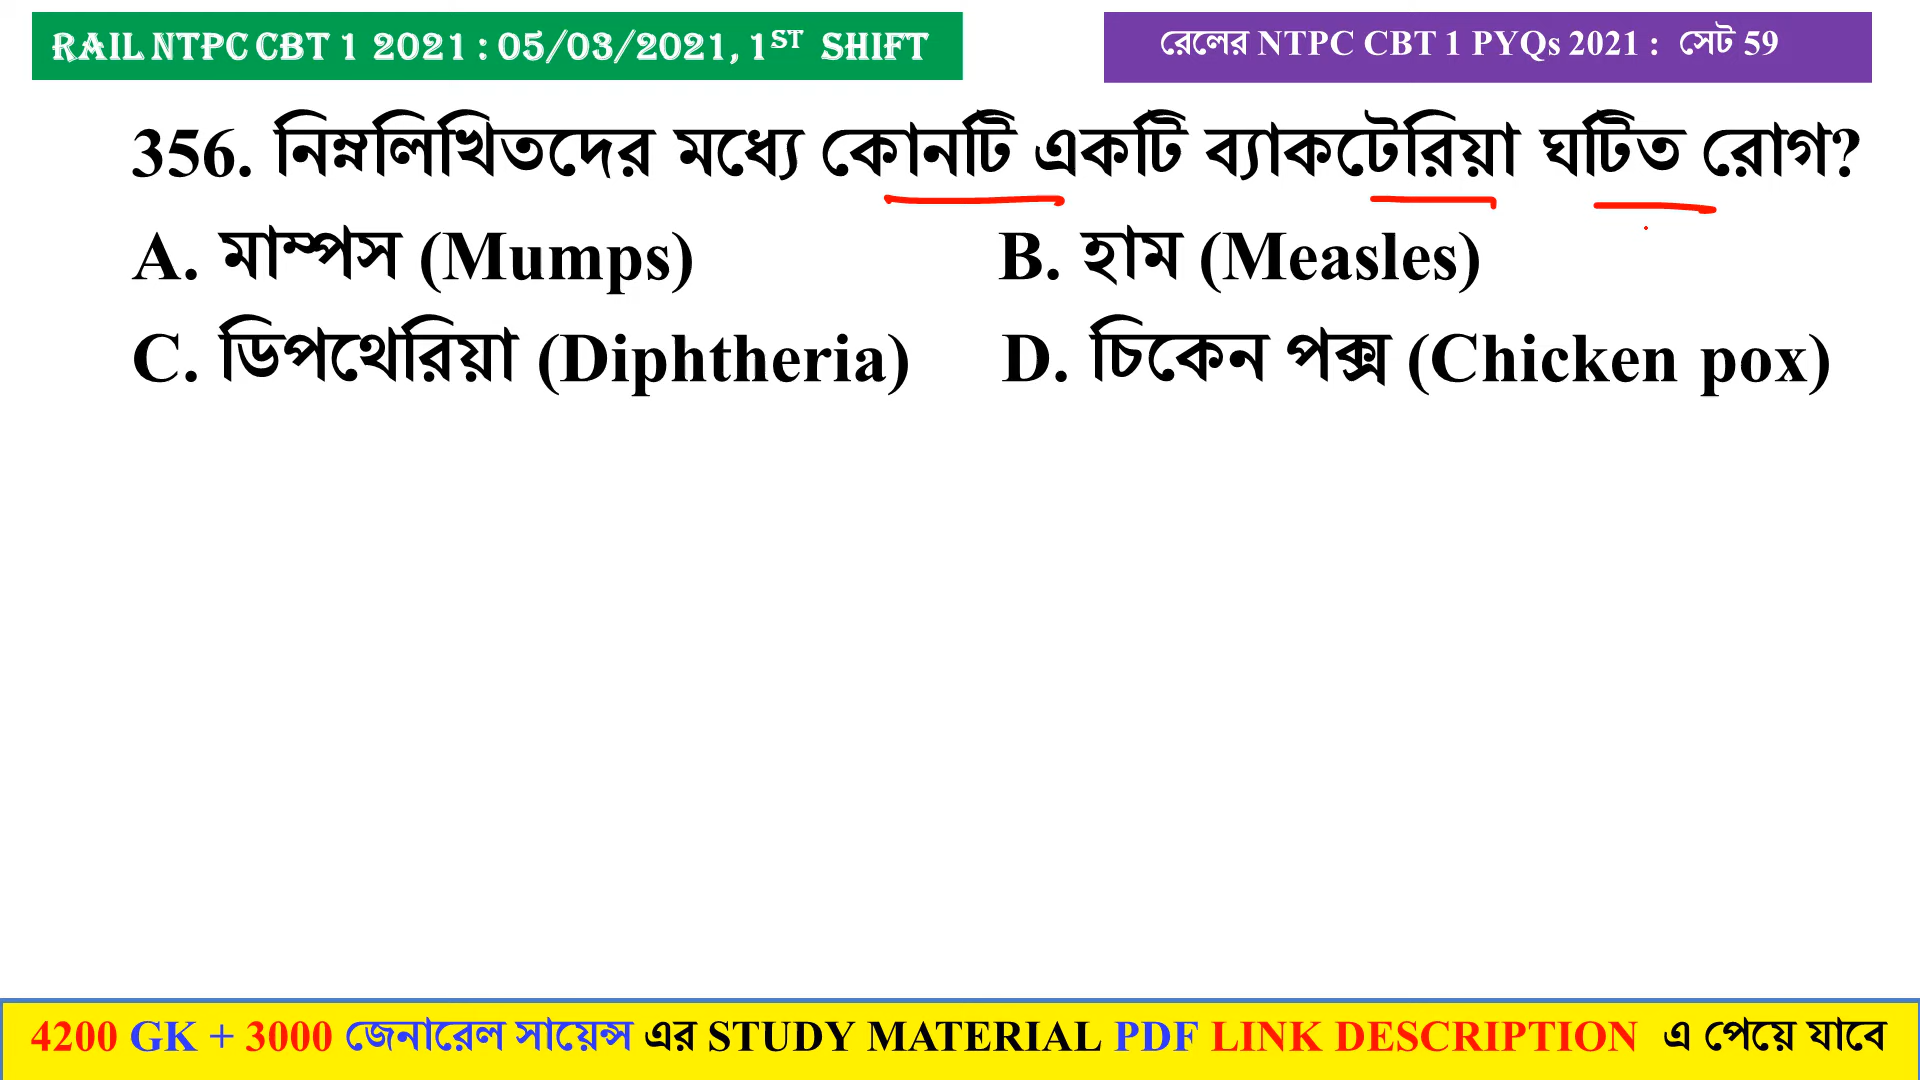 RAIL NTPC CBT 1 2021 : 05/03/2021, 1ST SHIFT
রেলের NTPC CBT 1 PYQs 2021 : সেট 59
356. নিম্নলিখিতদের মধ্যে কোনটি একটি ব্যাকটেরিয়া ঘটিত রোগ?
A. মাম্পস (Mumps) B. হাম (Measles)
C. ডিপথেরিয়া (Diphtheria) D. চিকেন পক্স (Chicken pox)
4200 GK + 3000 জেনারেল সায়েন্স এর STUDY MATERIAL PDF LINK DESCRIPTION এ পেয়ে যাবে